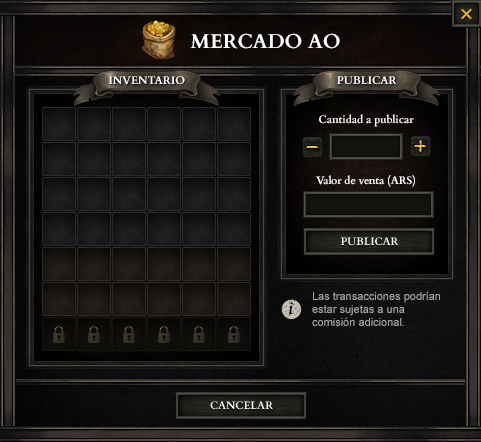 MERCADO AO
INVENTARIO
PUBLICAR
Cantidad a publicar
Valor de venta (ARS)
PUBLICAR
Las transacciones podrían
estar sujetas a una
comisión adicional.
CANCELAR